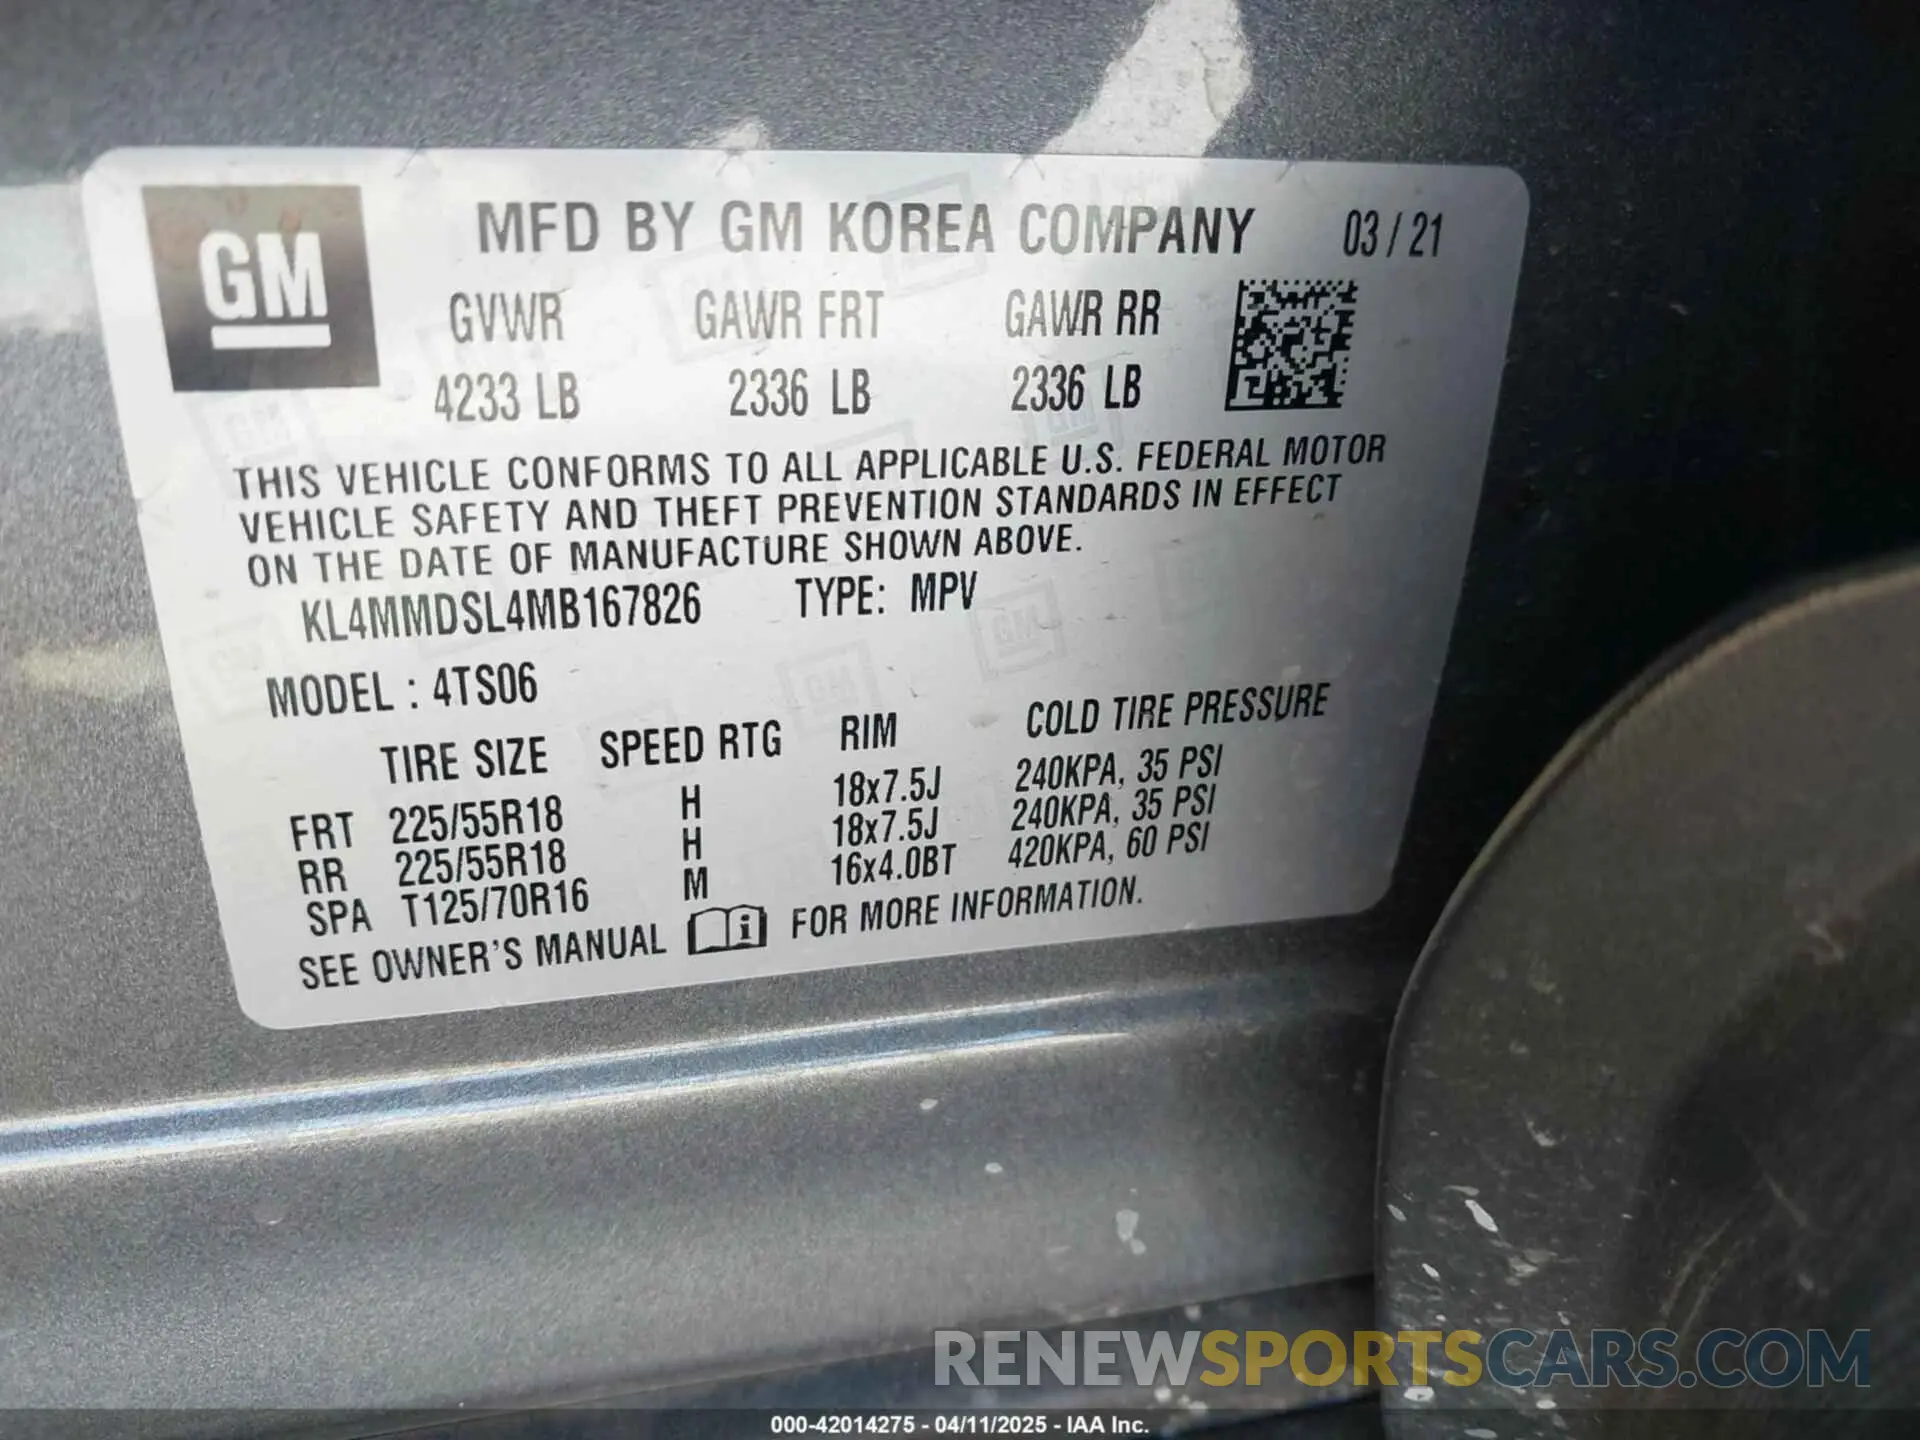 GM
MFD BY GM KOREA COMPANY 03 / 21
GVWR GAWR FRT GAWR RR
4233 LB 2336 LB 2336 LB
THIS VEHICLE CONFORMS TO ALL APPLICABLE U.S. FEDERAL MOTOR
VEHICLE SAFETY AND THEFT PREVENTION STANDARDS IN EFFECT
ON THE DATE OF MANUFACTURE SHOWN ABOVE.
KL4MMDSL4MB167826 TYPE: MPV
MODEL : 4TS06
TIRE SIZE SPEED RTG RIM COLD TIRE PRESSURE
FRT 225/55R18 H 18x7.5J 240KPA, 35 PSI
RR 225/55R18 H 18x7.5J 240KPA, 35 PSI
SPA T125/70R16 M 16x4.0BT 420KPA, 60 PSI
SEE OWNER'S MANUAL i FOR MORE INFORMATION.
RENEWSPORTSCARS.COM
000-42014275 - 04/11/2025 - IAA Inc.